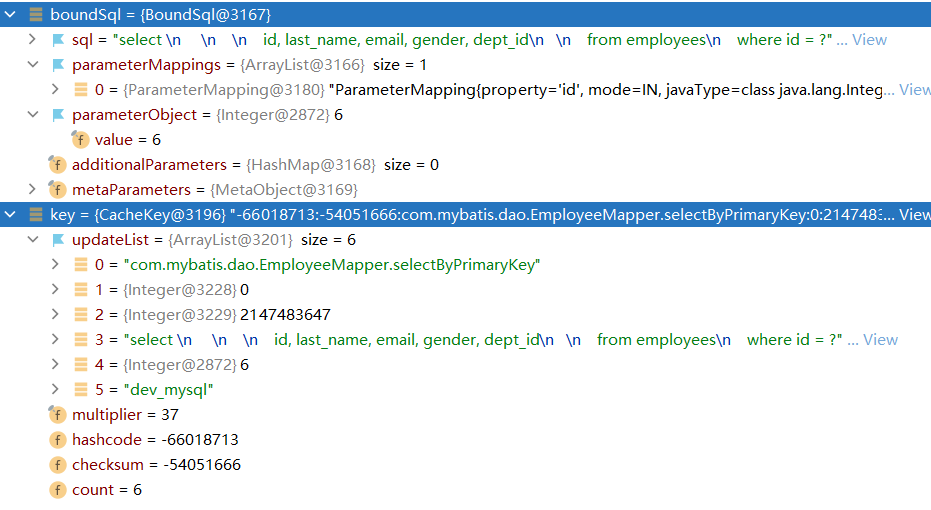 boundSql = {BoundSql@3167}
sql = "select \n \n \n id, last_name, email, gender, dept_id\n \n from employees\n where id = ?" ... View
parameterMappings = {ArrayList@3166} size = 1
0 = {ParameterMapping@3180} "ParameterMapping{property='id', mode=IN, javaType=class java.lang.Integ... View
parameterObject = {Integer@2872} 6
f value = 6
f additionalParameters = {HashMap@3168} size = 0
f metaParameters = {MetaObject@3169}
key = {CacheKey@3196} "-66018713:-54051666:com.mybatis.dao.EmployeeMapper.selectByPrimaryKey:0:2147483... View
updateList = {ArrayList@3201} size = 6
0 = "com.mybatis.dao.EmployeeMapper.selectByPrimaryKey"
1 = {Integer@3228} 0
2 = {Integer@3229} 2147483647
3 = "select \n \n \n id, last_name, email, gender, dept_id\n \n from employees\n where id = ?" ... View
4 = {Integer@2872} 6
5 = "dev_mysql"
f multiplier = 37
f hashcode = -66018713
f checksum = -54051666
f count = 6